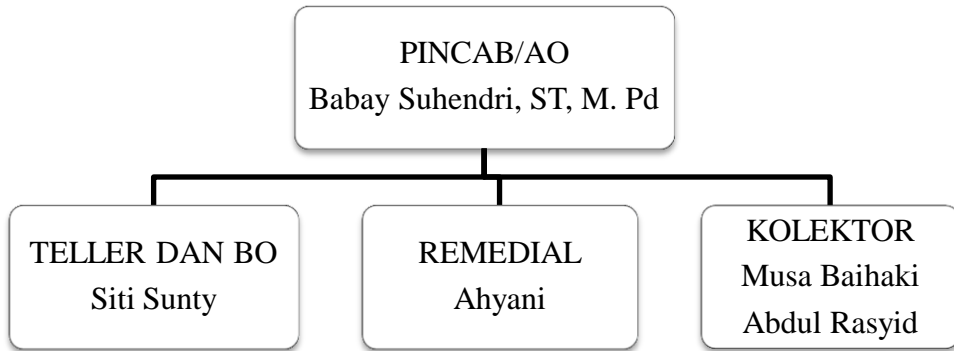 PINCAB/AO
Babay Suhendri, ST, M. Pd
TELLER DAN BO
Siti Sunty
REMEDIAL
Ahyani
KOLEKTOR
Musa Baihaki
Abdul Rasyid